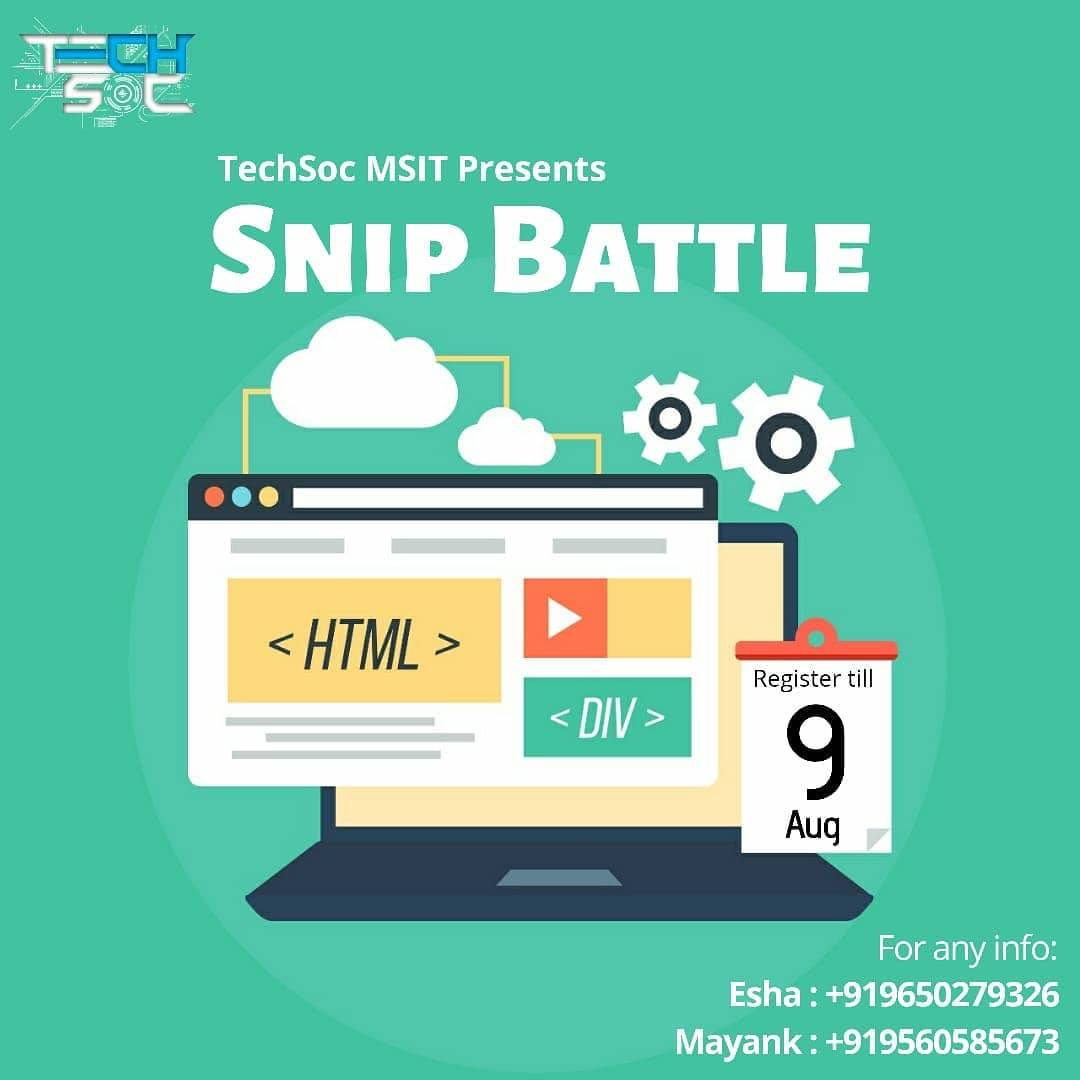 TECH
SOC
TechSoc MSIT Presents
SNIP BATTLE
< HTML >
< DIV >
Register till
9
Aug
For any info:
Esha : +919650279326
Mayank : +919560585673